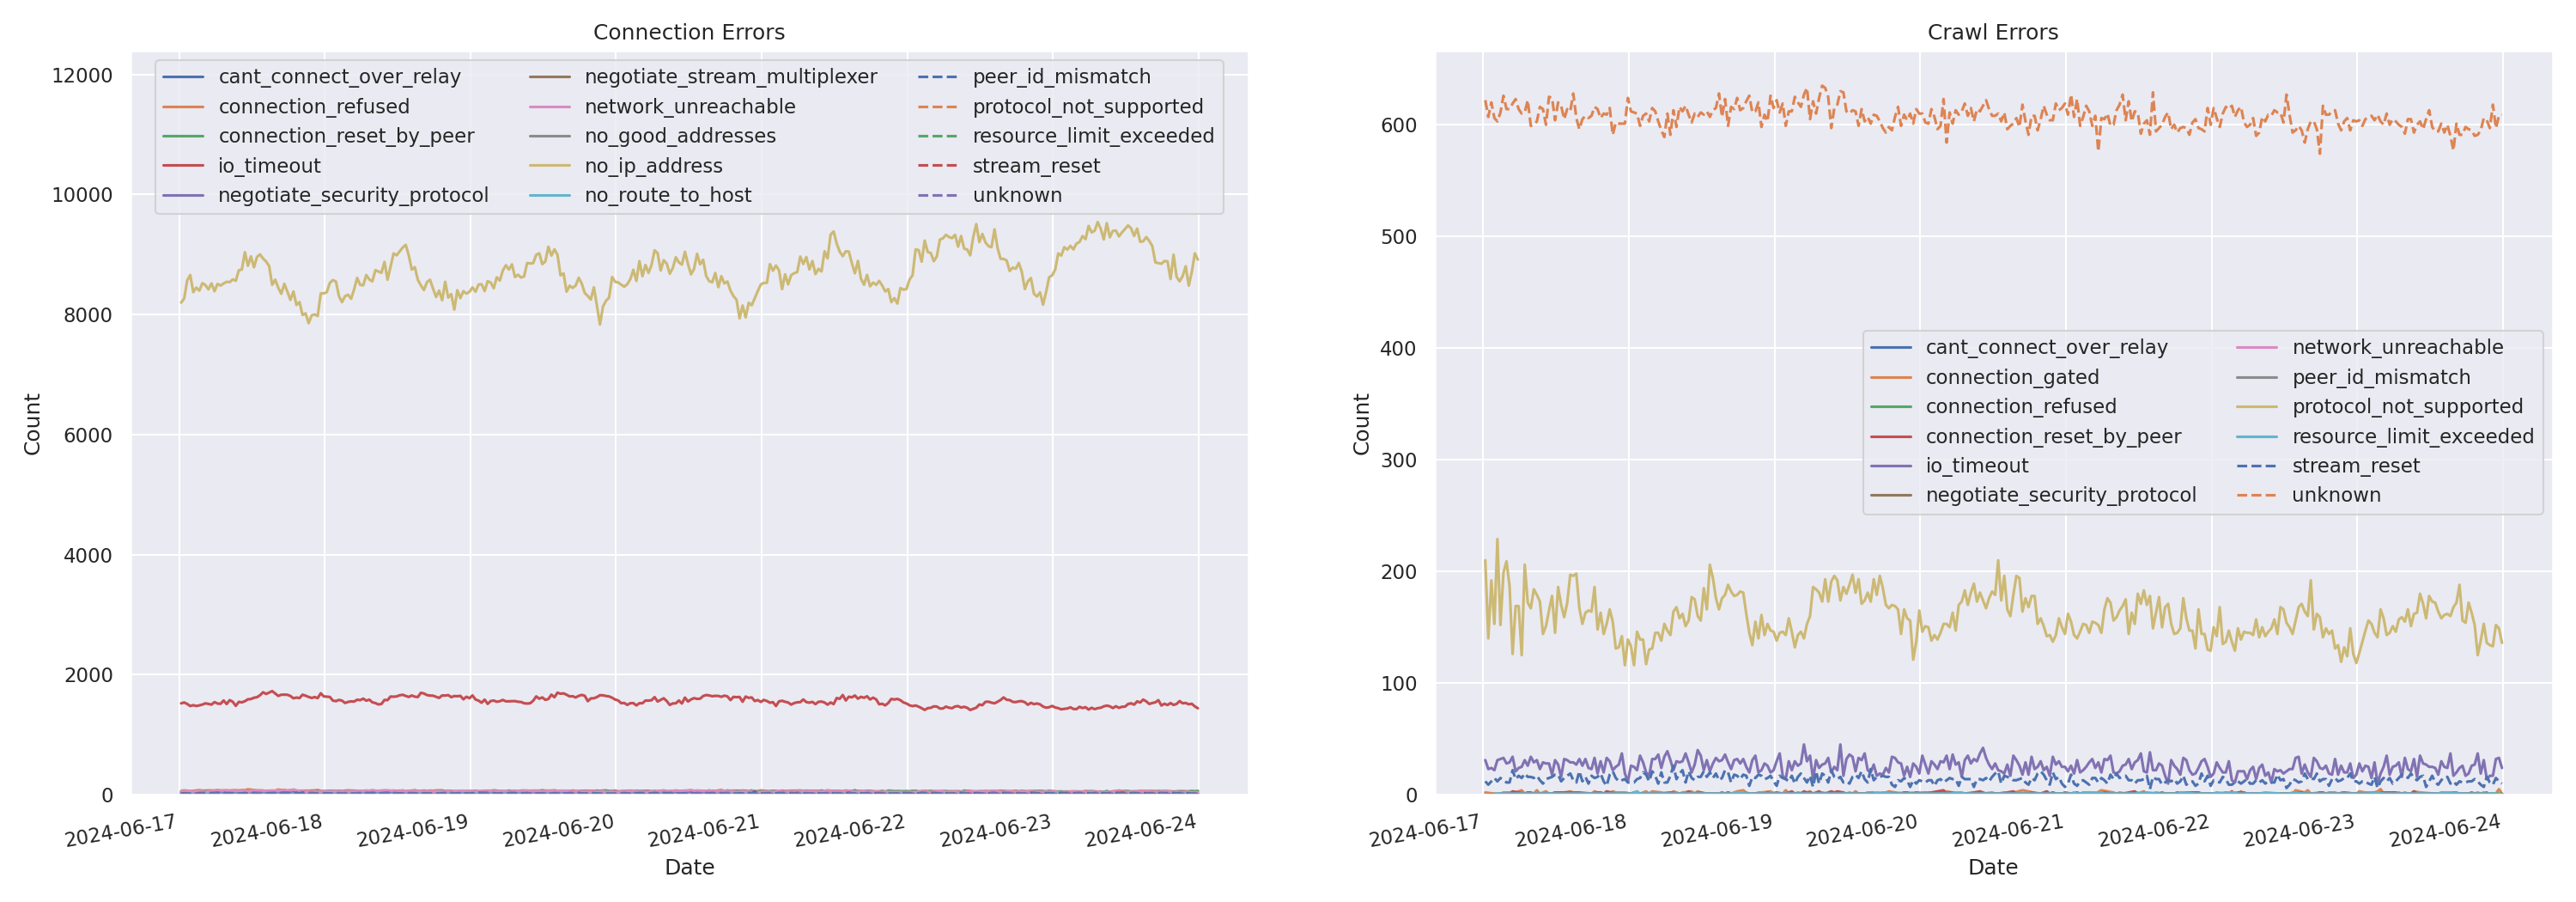 Connection Errors
12000
10000
8000
6000
4000
2000
0
Count
cant_connect_over_relay
connection_refused
connection_reset_by_peer
io_timeout
negotiate_security_protocol
negotiate_stream_multiplexer
network_unreachable
no_good_addresses
no_ip_address
no_route_to_host
peer_id_mismatch
protocol_not_supported
resource_limit_exceeded
stream_reset
unknown
2024-06-17
2024-06-18
2024-06-19
2024-06-20
2024-06-21
2024-06-22
2024-06-23
2024-06-24
Date
Crawl Errors
600
500
400
300
200
100
0
Count
cant_connect_over_relay
connection_gated
connection_refused
connection_reset_by_peer
io_timeout
negotiate_security_protocol
network_unreachable
peer_id_mismatch
protocol_not_supported
resource_limit_exceeded
stream_reset
unknown
2024-06-17
2024-06-18
2024-06-19
2024-06-20
2024-06-21
2024-06-22
2024-06-23
2024-06-24
Date